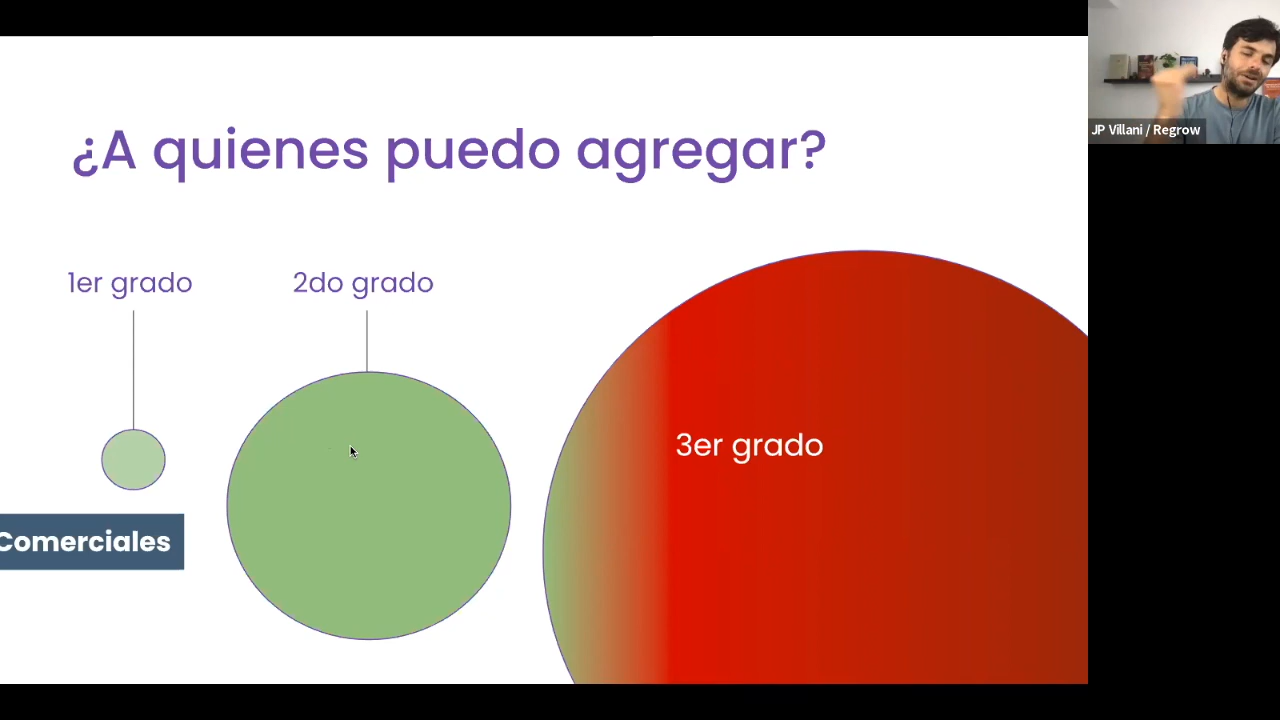 JP Villani / Regrow
¿A quienes puedo agregar?
1er grado
2do grado
3er grado
Comerciales